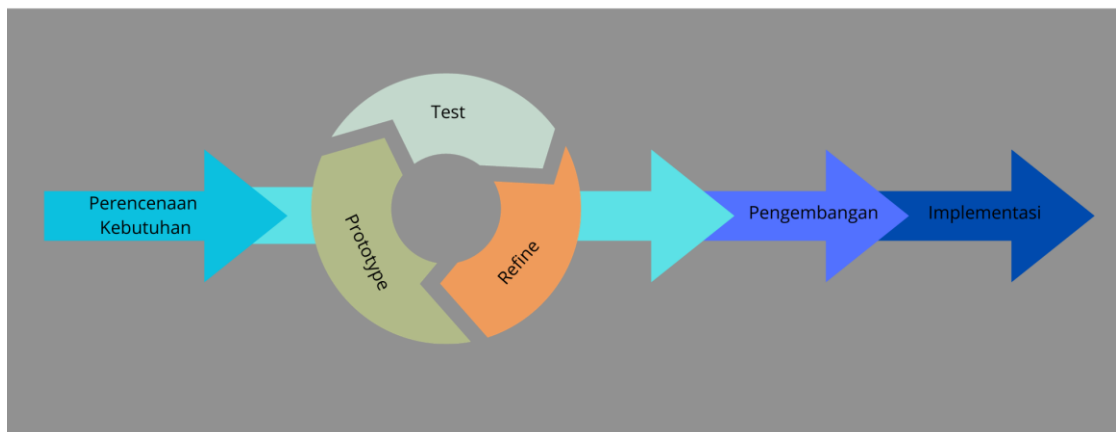 Perencenaan
Kebutuhan
Test
Prototype
Refine
Pengembangan
Implementasi